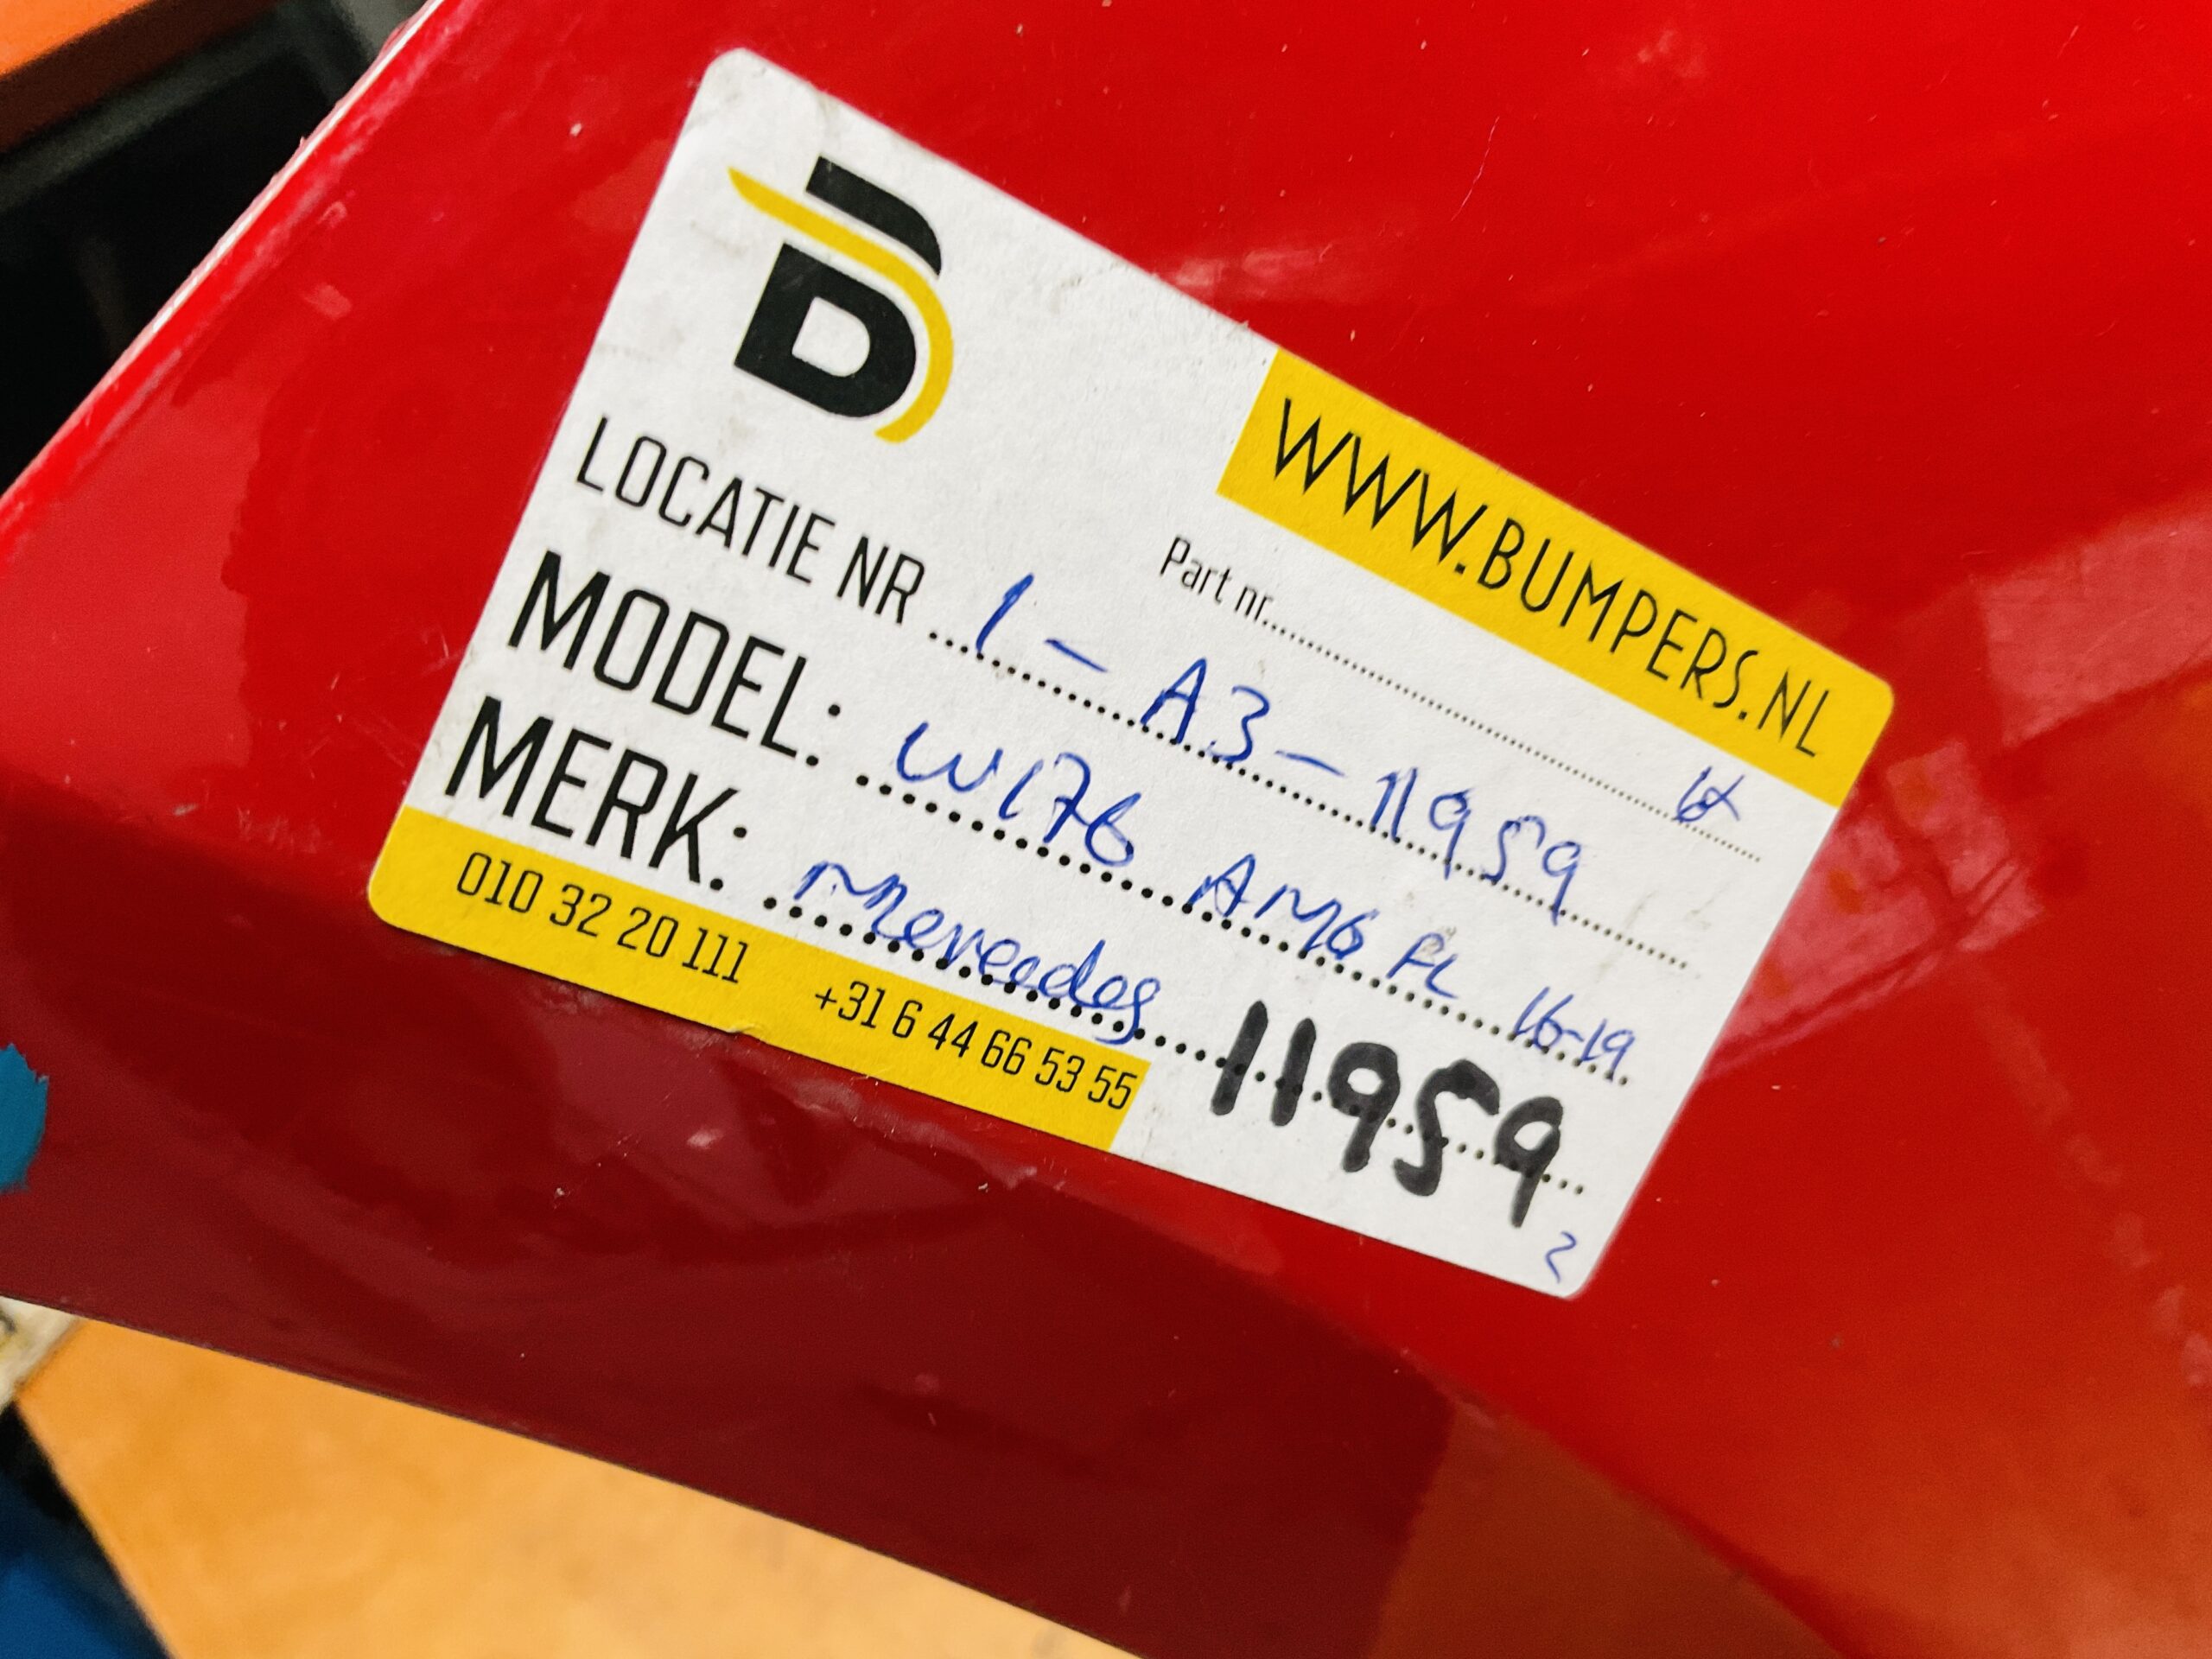 B
WWW.BUMPERS.NL
Part nr.
LOCATIE NR 1 - A3 - 11959
MODEL: W176 AMG FL 16-19
MERK: Mercedes 11959
010 32 20 111 +31 6 44 66 53 55
2